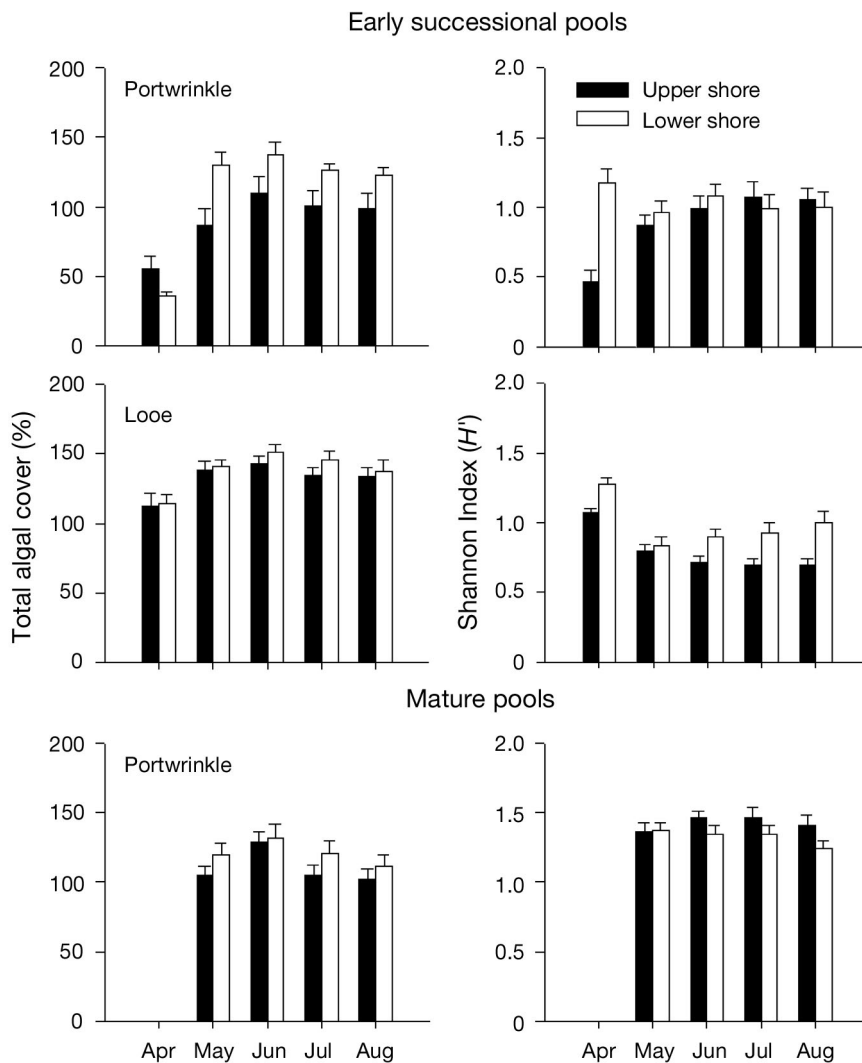 Early successional pools
200
150
100
50
0
Portwrinkle
2.0
1.5
1.0
0.5
0
Upper shore
Lower shore
Total algal cover (%)
200
150
100
50
0
Looe
Shannon Index (H')
2.0
1.5
1.0
0.5
0
Mature pools
200
150
100
50
0
Portwrinkle
Apr May Jun Jul Aug
2.0
1.5
1.0
1.0
0.5
0
Apr May Jun Jul Aug